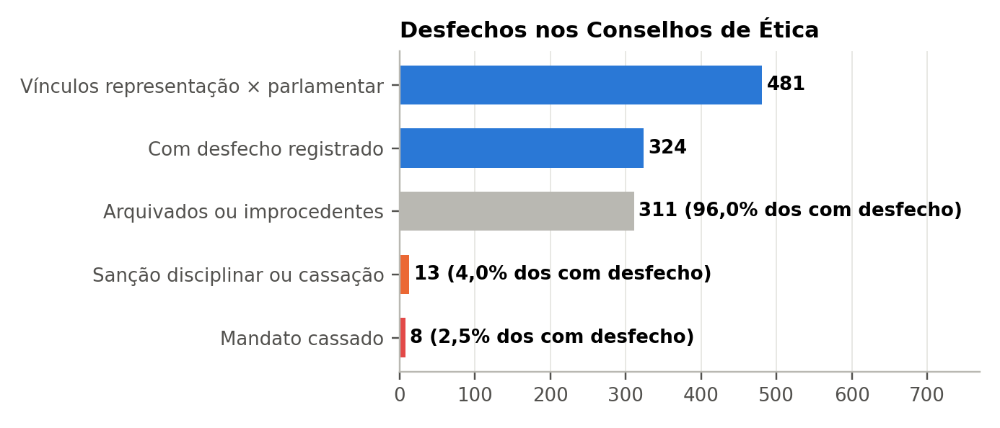 Desfechos nos Conselhos de Ética
Vínculos representação × parlamentar 481
Com desfecho registrado 324
Arquivados ou improcedentes 311 (96,0% dos com desfecho)
Sanção disciplinar ou cassação 13 (4,0% dos com desfecho)
Mandato cassado 8 (2,5% dos com desfecho)
0 100 200 300 400 500 600 700